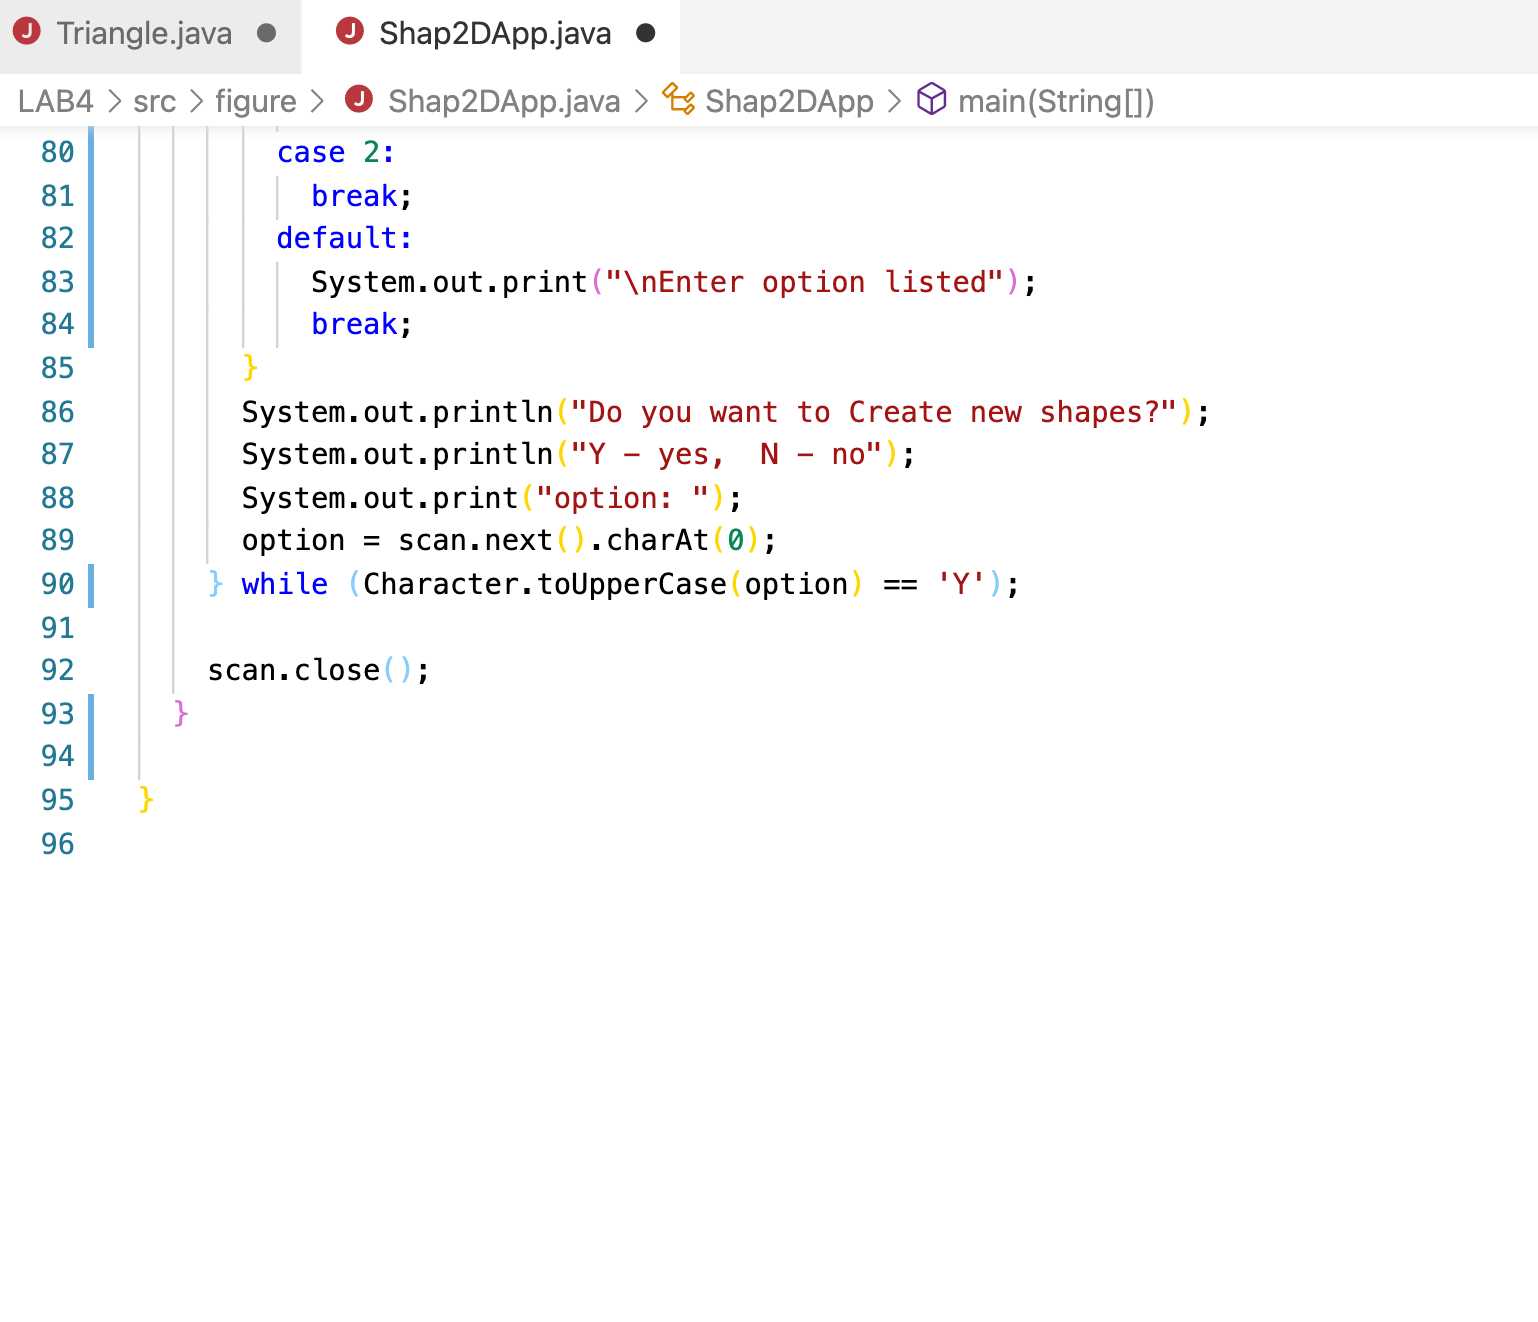 Triangle.java Shap2DApp.java
LAB4 > src > figure > Shap2DApp.java > Shap2DApp > main(String[])
80 case 2:
81 break;
82 default:
83 System.out.print("\nEnter option listed");
84 break;
85 }
86 System.out.println("Do you want to Create new shapes?");
87 System.out.println("Y - yes,  N - no");
88 System.out.print("option: ");
89 option = scan.next().charAt(0);
90 } while (Character.toUpperCase(option) == 'Y');
91
92 scan.close();
93 }
94
95 }
96